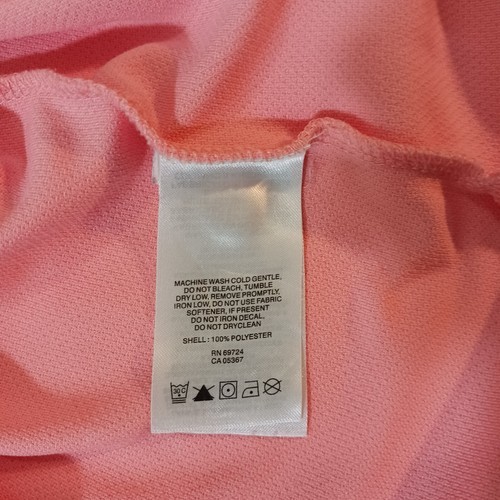 MACHINE WASH COLD GENTLE,
DO NOT BLEACH, TUMBLE
DRY LOW, REMOVE PROMPTLY,
IRON LOW, DO NOT USE FABRIC
SOFTENER, IF PRESENT
DO NOT IRON DECAL,
DO NOT DRYCLEAN
SHELL : 100% POLYESTER
RN 69724
CA 05367
30 C